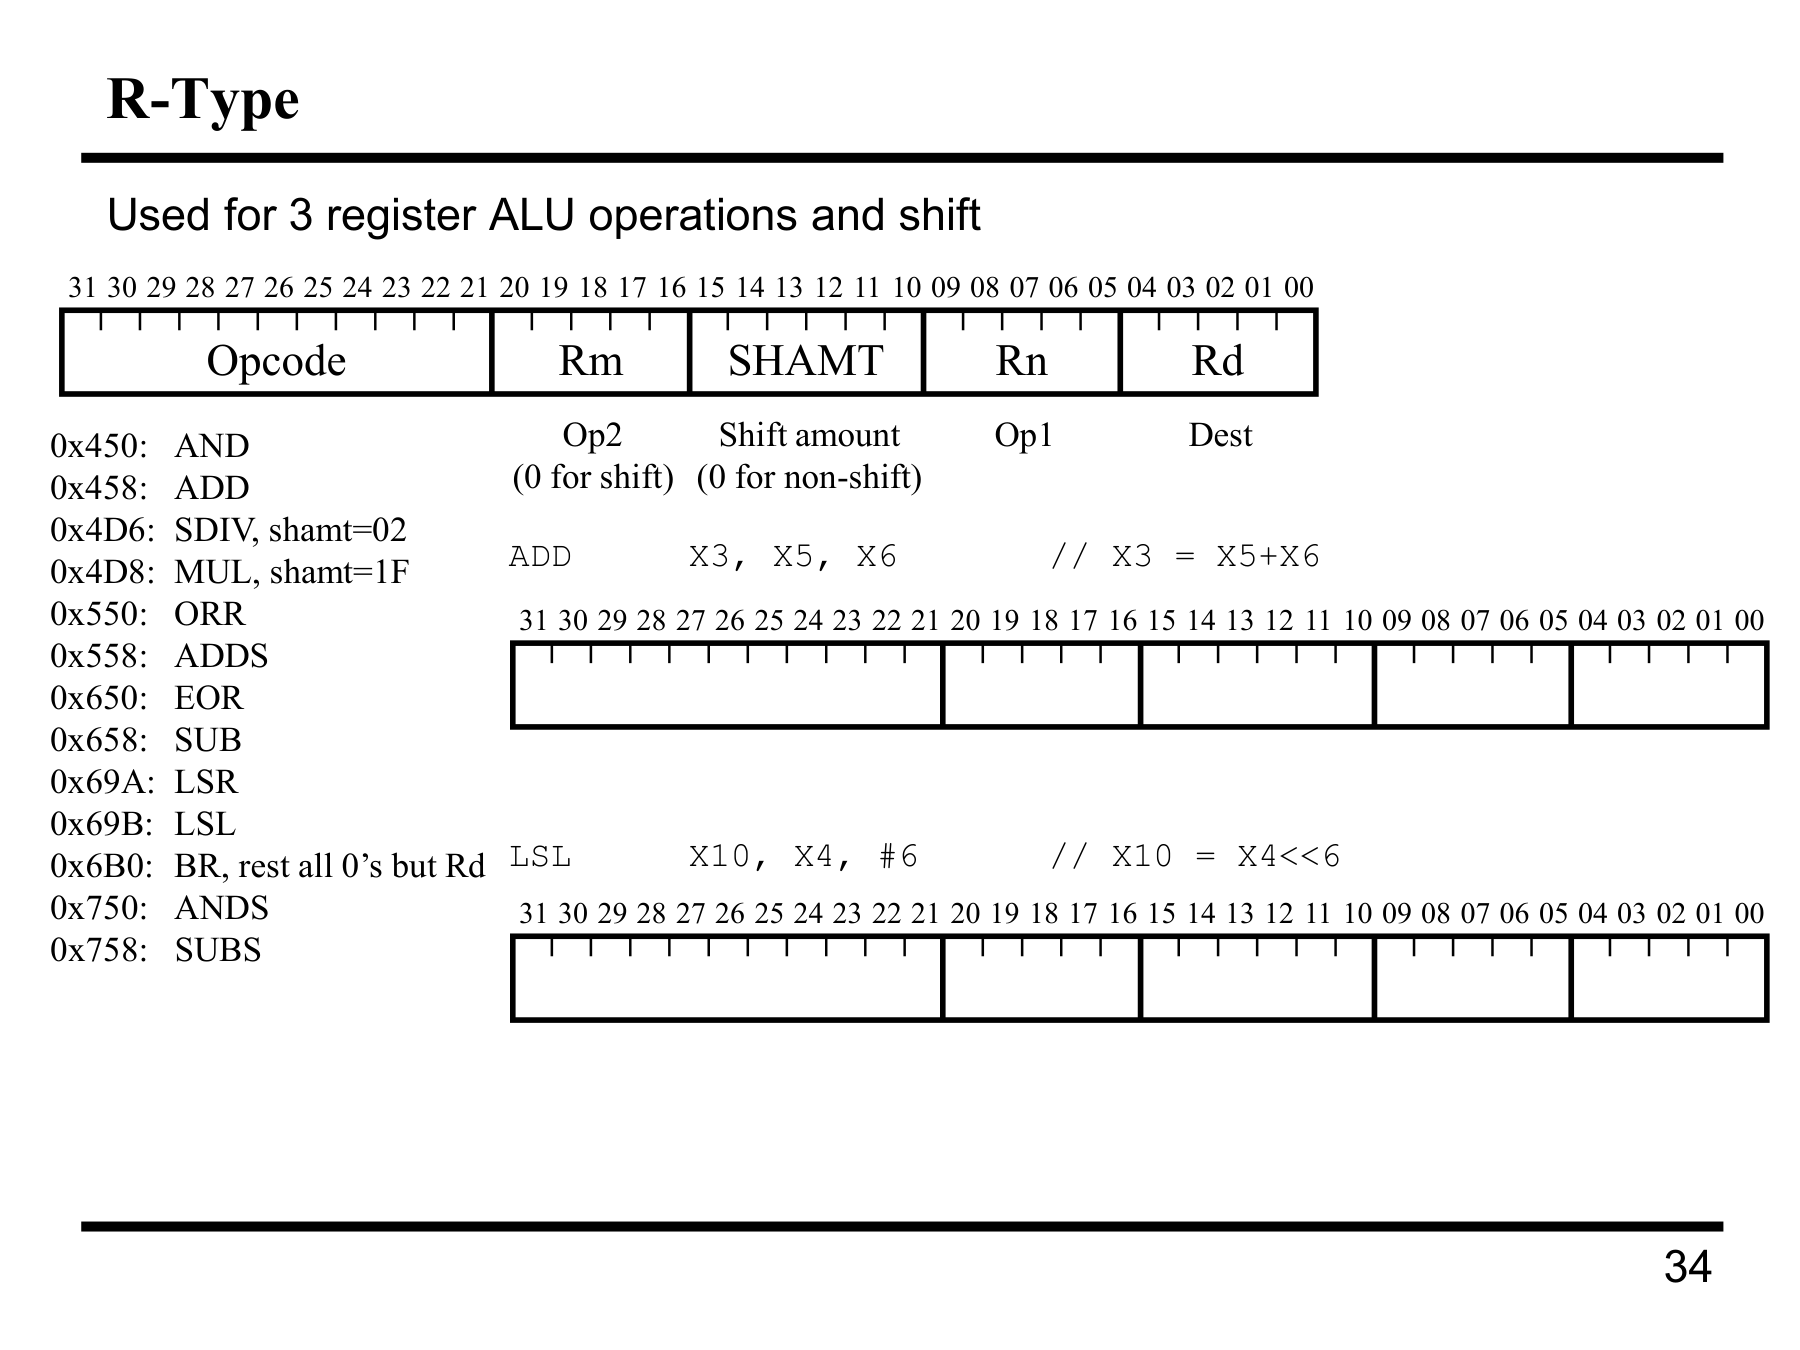 R-Type
Used for 3 register ALU operations and shift
31 30 29 28 27 26 25 24 23 22 21 20 19 18 17 16 15 14 13 12 11 10 09 08 07 06 05 04 03 02 01 00
Opcode Rm SHAMT Rn Rd
Op2 Shift amount Op1 Dest
(0 for shift) (0 for non-shift)
0x450: AND
0x458: ADD
0x4D6: SDIV, shamt=02
0x4D8: MUL, shamt=1F
0x550: ORR
0x558: ADDS
0x650: EOR
0x658: SUB
0x69A: LSR
0x69B: LSL
0x6B0: BR, rest all 0’s but Rd
0x750: ANDS
0x758: SUBS
ADD X3, X5, X6 // X3 = X5+X6
31 30 29 28 27 26 25 24 23 22 21 20 19 18 17 16 15 14 13 12 11 10 09 08 07 06 05 04 03 02 01 00
LSL X10, X4, #6 // X10 = X4<<6
31 30 29 28 27 26 25 24 23 22 21 20 19 18 17 16 15 14 13 12 11 10 09 08 07 06 05 04 03 02 01 00
34